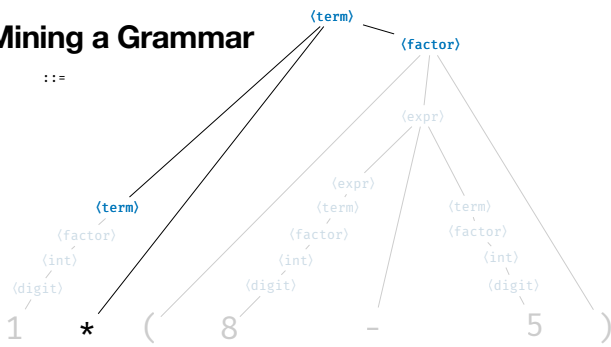 ⟨term⟩
Mining a Grammar
⟨factor⟩
::=
⟨expr⟩
⟨expr⟩
⟨term⟩ ⟨term⟩ ⟨term⟩
⟨factor⟩ ⟨factor⟩ ⟨factor⟩
⟨int⟩ ⟨int⟩ ⟨int⟩
⟨digit⟩ ⟨digit⟩ ⟨digit⟩
1 * ( 8 - 5 )